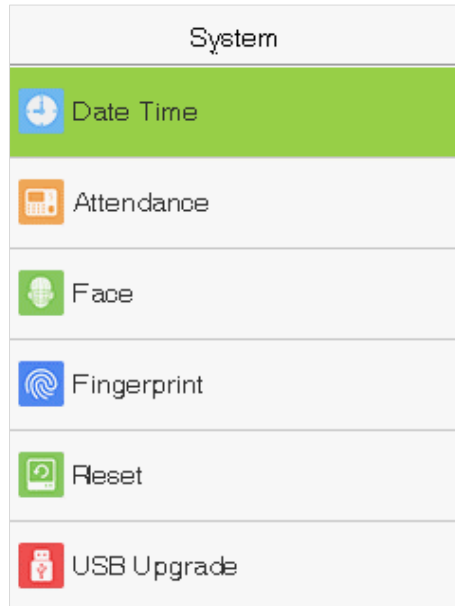 System
Date Time
Attendance
Face
Fingerprint
Reset
USB Upgrade